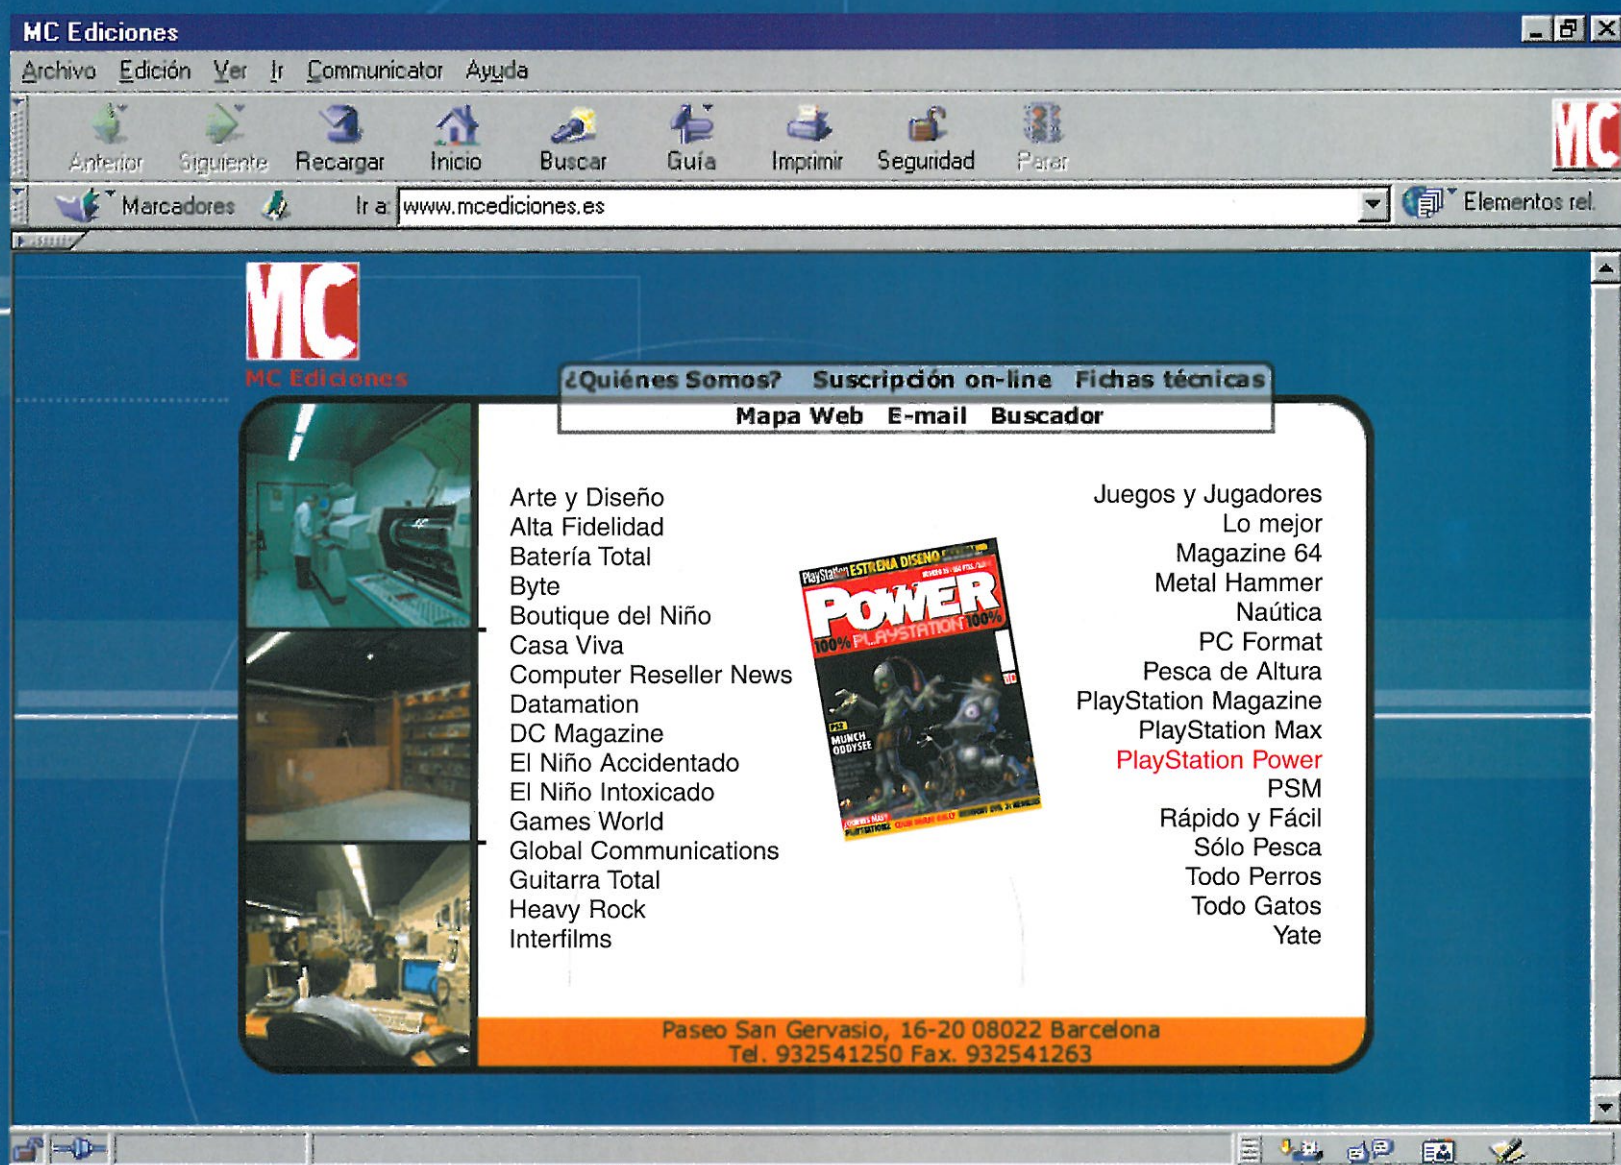 MC Ediciones
Archivo Edición Ver Ir Communicator Ayuda
Anterior Siguiente Recargar Inicio Buscar Guía Imprimir Seguridad Parar
MC
Marcadores Ir a: www.mcediciones.es Elementos rel.
MC
MC Ediciones
¿Quiénes Somos? Suscripción on-line Fichas técnicas
Mapa Web E-mail Buscador
Arte y Diseño
Alta Fidelidad
Batería Total
Byte
Boutique del Niño
Casa Viva
Computer Reseller News
Datamation
DC Magazine
El Niño Accidentado
El Niño Intoxicado
Games World
Global Communications
Guitarra Total
Heavy Rock
Interfilms
PlayStation ESTRENA DISEÑO
POWER
100% PLAYSTATION 100%
PS2
MUNCH
ODDYSEE
Juegos y Jugadores
Lo mejor
Magazine 64
Metal Hammer
Naútica
PC Format
Pesca de Altura
PlayStation Magazine
PlayStation Max
PlayStation Power
PSM
Rápido y Fácil
Sólo Pesca
Todo Perros
Todo Gatos
Yate
Paseo San Gervasio, 16-20 08022 Barcelona
Tel. 932541250 Fax. 932541263